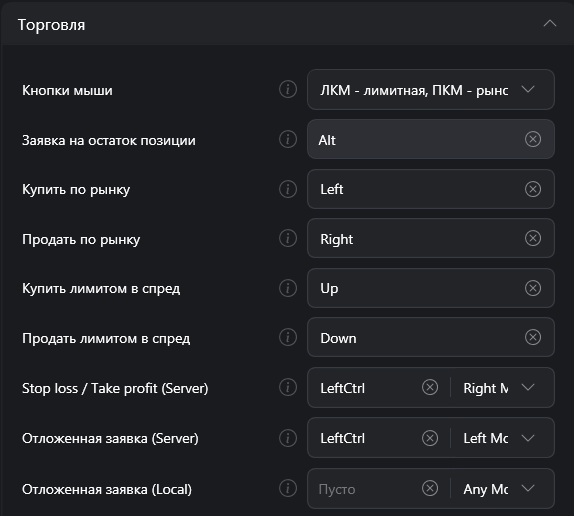 Торговля
Кнопки мыши ЛКМ - лимитная, ПКМ - рынс
Заявка на остаток позиции Alt
Купить по рынку Left
Продать по рынку Right
Купить лимитом в спред Up
Продать лимитом в спред Down
Stop loss / Take profit (Server) LeftCtrl Right M
Отложенная заявка (Server) LeftCtrl Left Mc
Отложенная заявка (Local) Пусто Any Mc